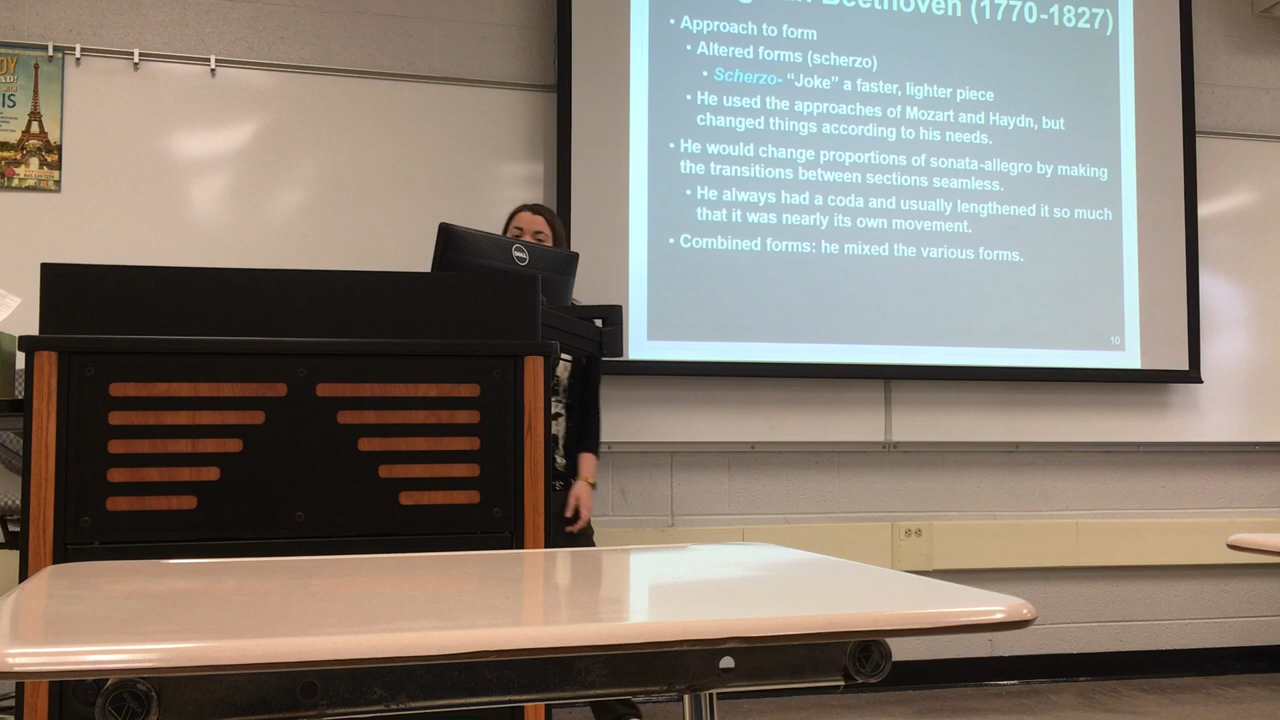 Beethoven (1770-1827)
• Approach to form
• Altered forms (scherzo)
• Scherzo- “Joke” a faster, lighter piece
• He used the approaches of Mozart and Haydn, but
changed things according to his needs.
• He would change proportions of sonata-allegro by making
the transitions between sections seamless.
• He always had a coda and usually lengthened it so much
that it was nearly its own movement.
• Combined forms: he mixed the various forms.
10
DELL